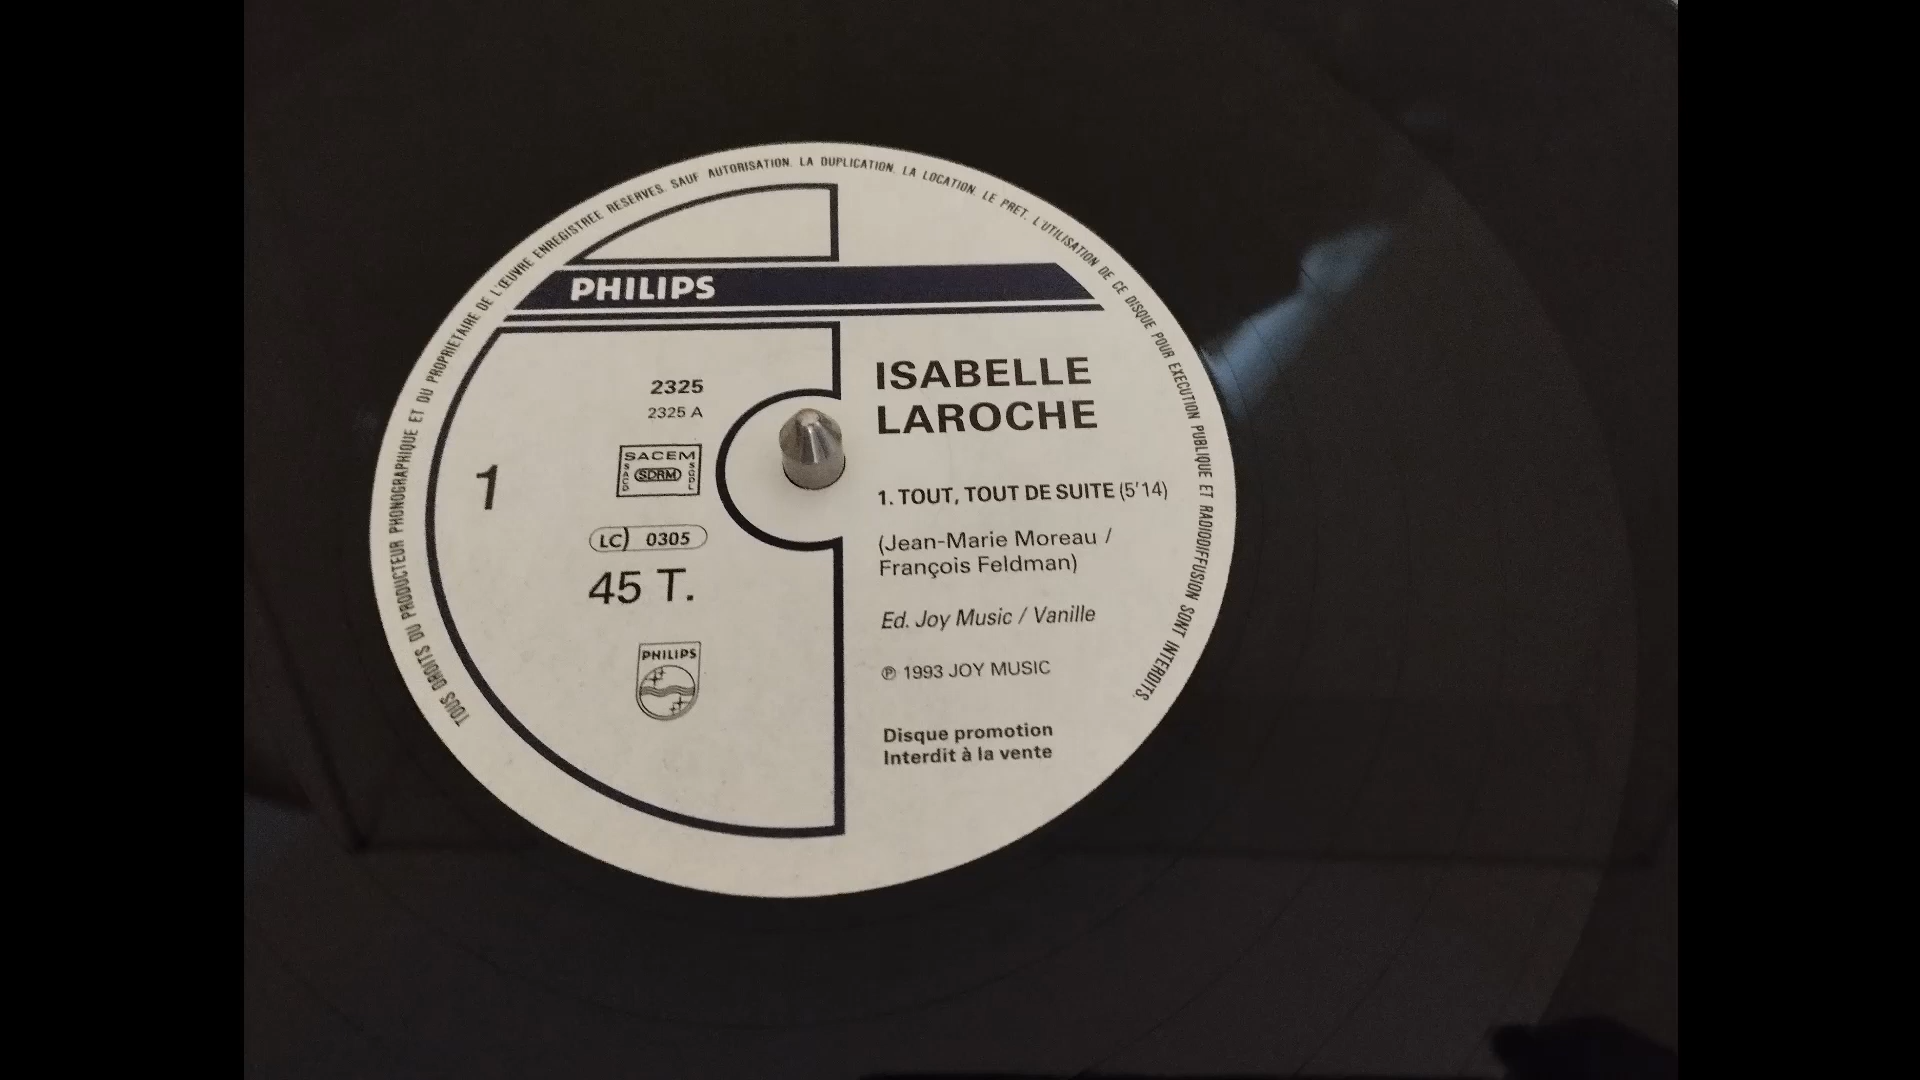 TOUS DROITS DU PRODUCTEUR PHONOGRAPHIQUE ET DU PROPRIETAIRE DE L'ŒUVRE ENREGISTREE RESERVES. SAUF AUTORISATION. LA DUPLICATION. LA LOCATION. LE PRET. L'UTILISATION DE CE DISQUE POUR EXECUTION PUBLIQUE ET RADIODIFFUSION SONT INTERDITS.
PHILIPS
2325
2325 A
1
SACEM
SACD
SDRM
SGDL
LC 0305
45 T.
PHILIPS
ISABELLE
LAROCHE
1. TOUT, TOUT DE SUITE (5'14)
(Jean-Marie Moreau /
François Feldman)
Ed. Joy Music / Vanille
℗ 1993 JOY MUSIC
Disque promotion
Interdit à la vente